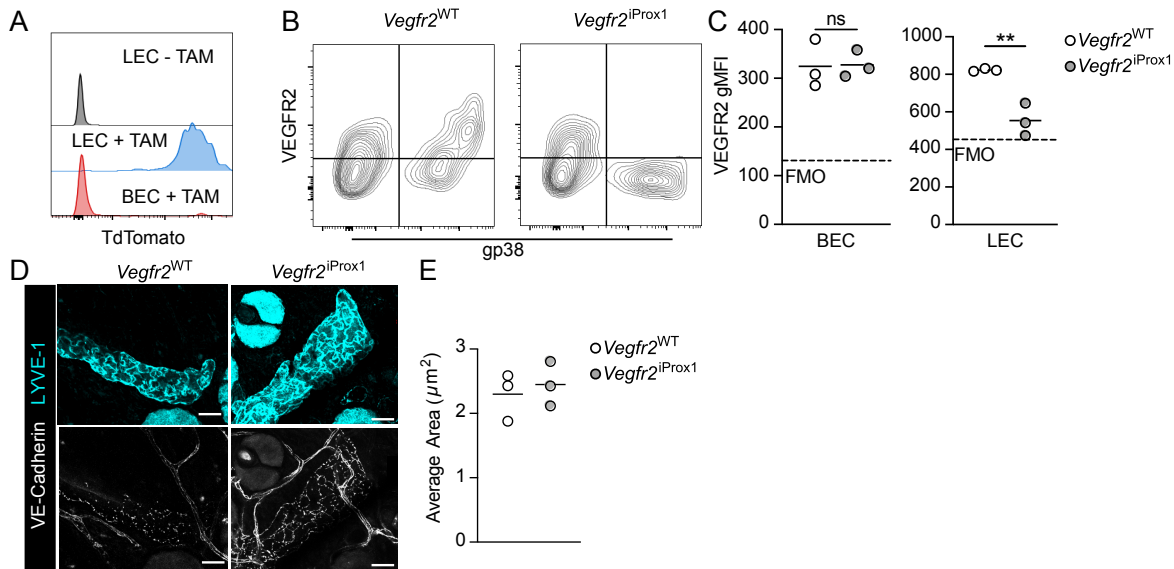 A
LEC - TAM
LEC + TAM
BEC + TAM
TdTomato
B
Vegfr2WT
Vegfr2iProx1
VEGFR2
gp38
C
VEGFR2 gMFI
400
300
200
100
0
ns
FMO
BEC
1000
800
600
400
200
0
**
FMO
LEC
Vegfr2WT
Vegfr2iProx1
D
Vegfr2WT
Vegfr2iProx1
VE-Cadherin LYVE-1
E
Average Area (µm²)
3
2
1
0
Vegfr2WT
Vegfr2iProx1